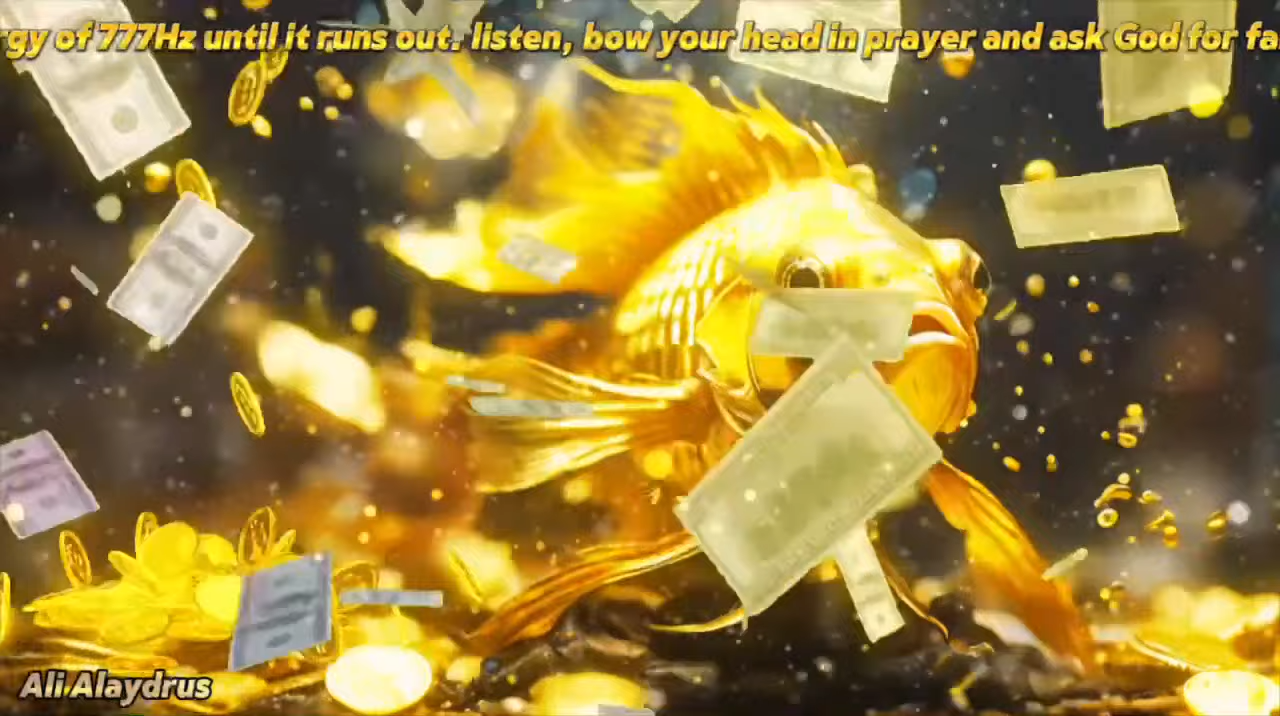 gy of 777Hz until it runs out. listen, bow your head in prayer and ask God for fa
Ali Alaydrus